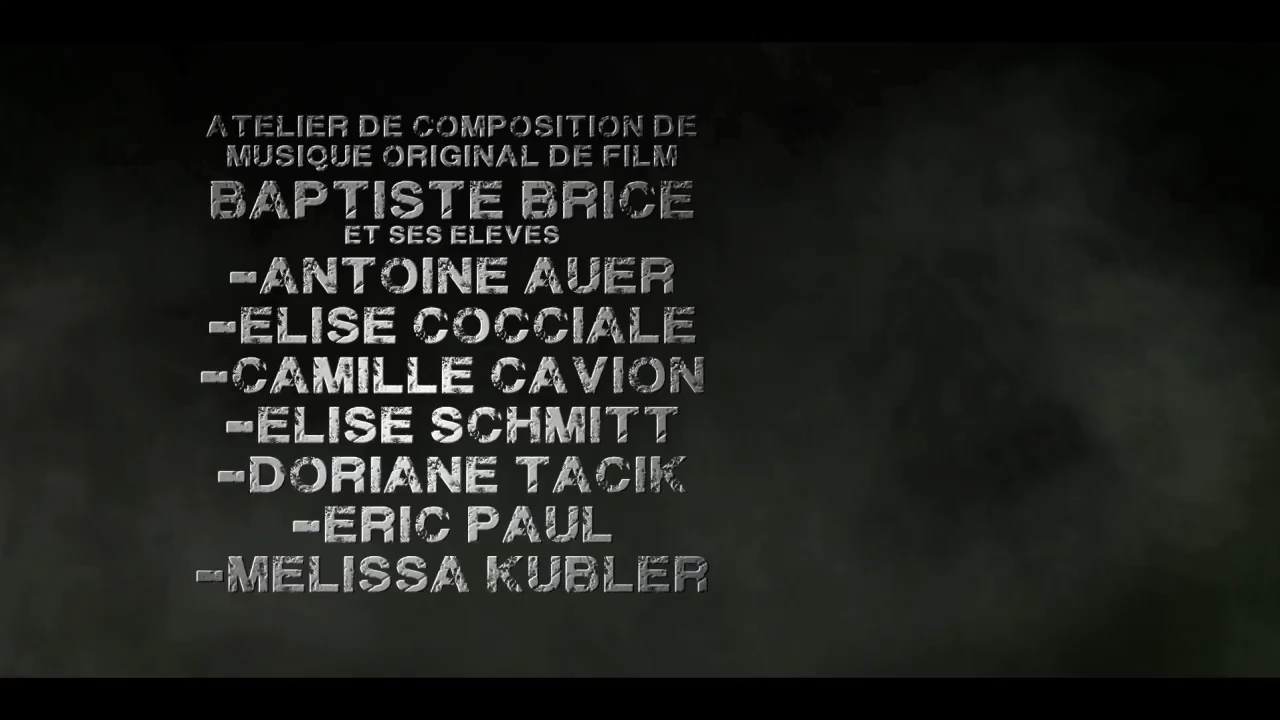 ATELIER DE COMPOSITION DE
MUSIQUE ORIGINAL DE FILM
BAPTISTE BRICE
ET SES ELEVES
-ANTOINE AUER
-ELISE COCCIALE
-CAMILLE CAVION
-ELISE SCHMITT
-DORIANE TACIK
-ERIC PAUL
-MELISSA KUBLER